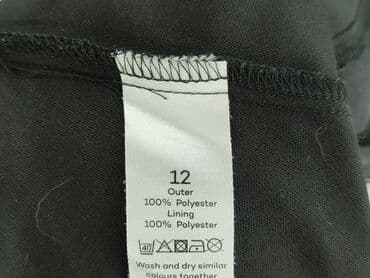 12
Outer
100% Polyester
Lining
100% Polyester
40
Wash and dry similar
colours together